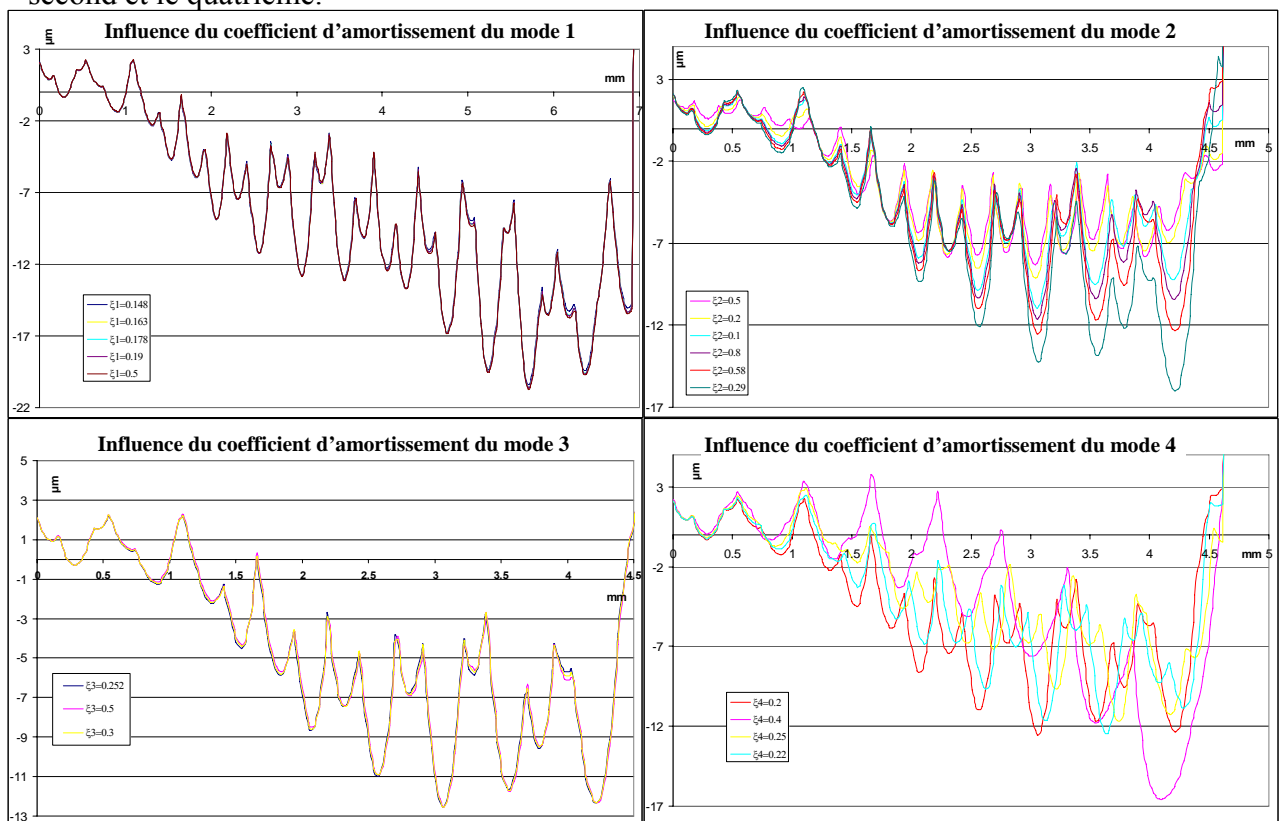 second et le quatrième.
Influence du coefficient d'amortissement du mode 1
µm
3
mm
0 1 2 3 4 5 6 7
-2
-7
-12
-17
-22
ξ1=0.148
ξ1=0.163
ξ1=0.178
ξ1=0.19
ξ1=0.5
Influence du coefficient d'amortissement du mode 2
µm
3
0 0.5 1 1.5 2 2.5 3 3.5 4 4.5 5
mm
-2
-7
-12
-17
ξ2=0.5
ξ2=0.2
ξ2=0.1
ξ2=0.8
ξ2=0.58
ξ2=0.29
Influence du coefficient d'amortissement du mode 3
µm
5
3
1
-1
0 0.5 1 1.5 2 2.5 3 3.5 4 4.5
mm
-3
-5
-7
-9
-11
-13
ξ3=0.252
ξ3=0.5
ξ3=0.3
Influence du coefficient d'amortissement du mode 4
µm
3
0 0.5 1 1.5 2 2.5 3 3.5 4 4.5 5
mm
-2
-7
-12
-17
ξ4=0.2
ξ4=0.4
ξ4=0.25
ξ4=0.22